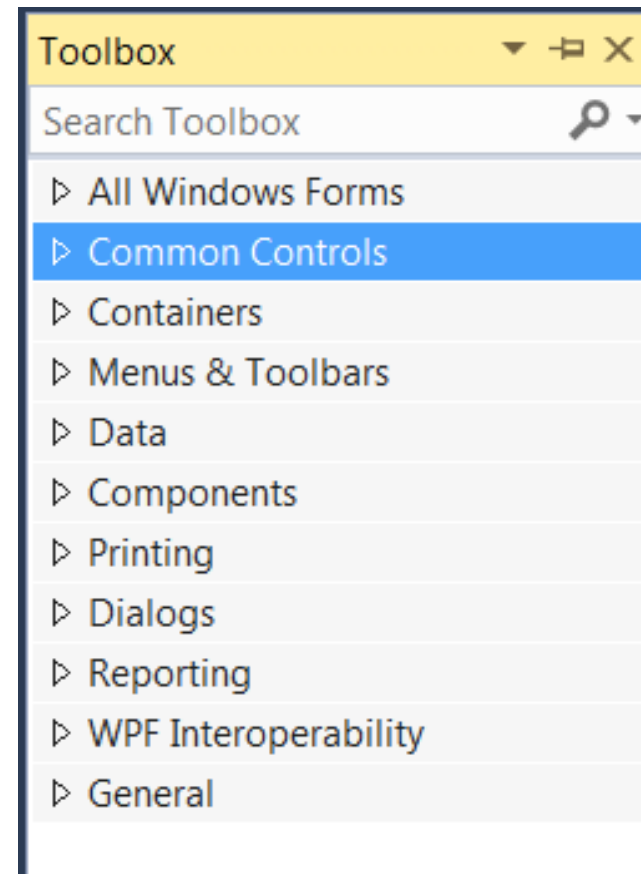 Toolbox
Search Toolbox
All Windows Forms
Common Controls
Containers
Menus & Toolbars
Data
Components
Printing
Dialogs
Reporting
WPF Interoperability
General